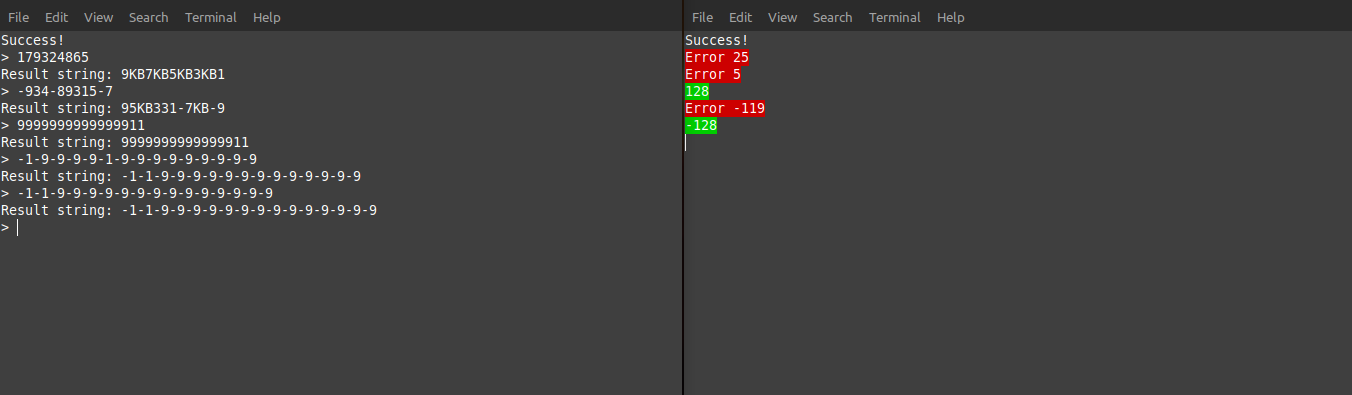 File Edit View Search Terminal Help
Success!
> 179324865
Result string: 9KB7KB5KB3KB1
> -934-89315-7
Result string: 95KB331-7KB-9
> 9999999999999911
Result string: 9999999999999911
> -1-9-9-9-9-1-9-9-9-9-9-9-9-9-9
Result string: -1-1-9-9-9-9-9-9-9-9-9-9-9-9-9
> -1-1-9-9-9-9-9-9-9-9-9-9-9-9-9-9
Result string: -1-1-9-9-9-9-9-9-9-9-9-9-9-9-9-9
>
File Edit View Search Terminal Help
Success!
Error 25
Error 5
128
Error -119
-128